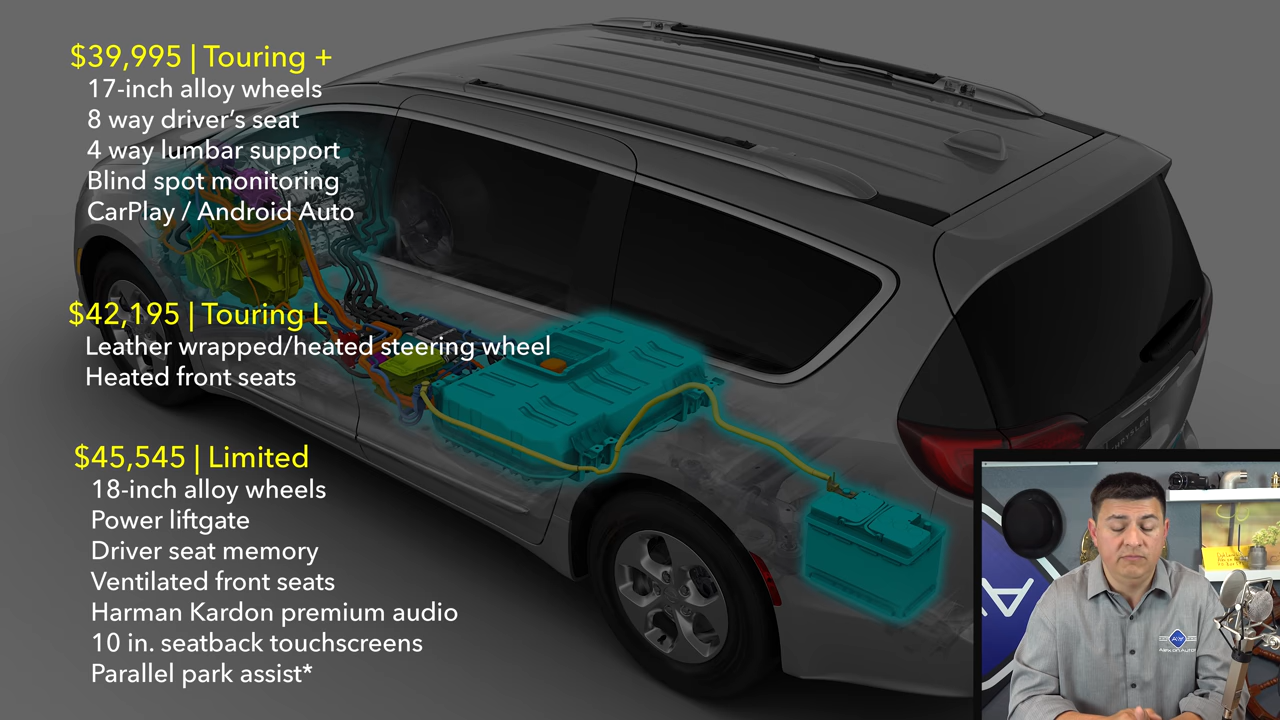 $39,995 | Touring +
17-inch alloy wheels
8 way driver’s seat
4 way lumbar support
Blind spot monitoring
CarPlay / Android Auto
$42,195 | Touring L
Leather wrapped/heated steering wheel
Heated front seats
$45,545 | Limited
18-inch alloy wheels
Power liftgate
Driver seat memory
Ventilated front seats
Harman Kardon premium audio
10 in. seatback touchscreens
Parallel park assist*
CHRYSLER